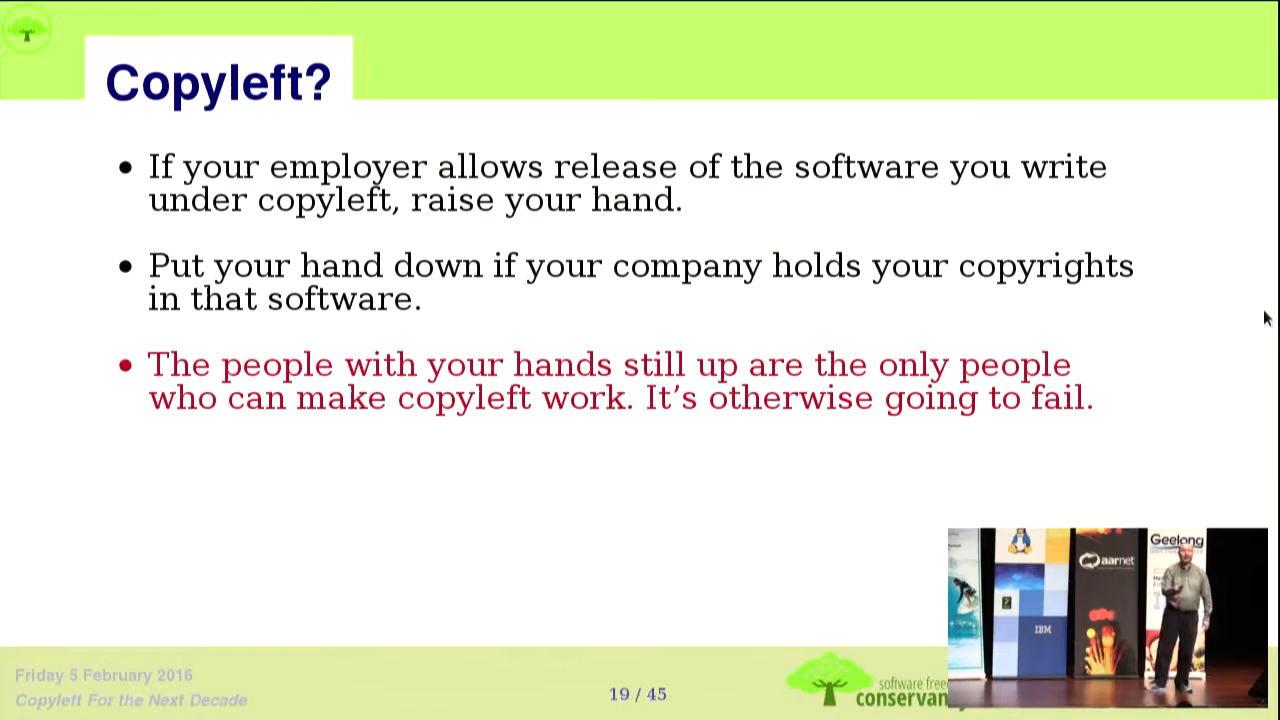 Copyleft?
• If your employer allows release of the software you write
under copyleft, raise your hand.
• Put your hand down if your company holds your copyrights
in that software.
• The people with your hands still up are the only people
who can make copyleft work. It’s otherwise going to fail.
Geelong
aarnet
IBM
Friday 5 February 2016
Copyleft For the Next Decade
19 / 45
software free
conservan